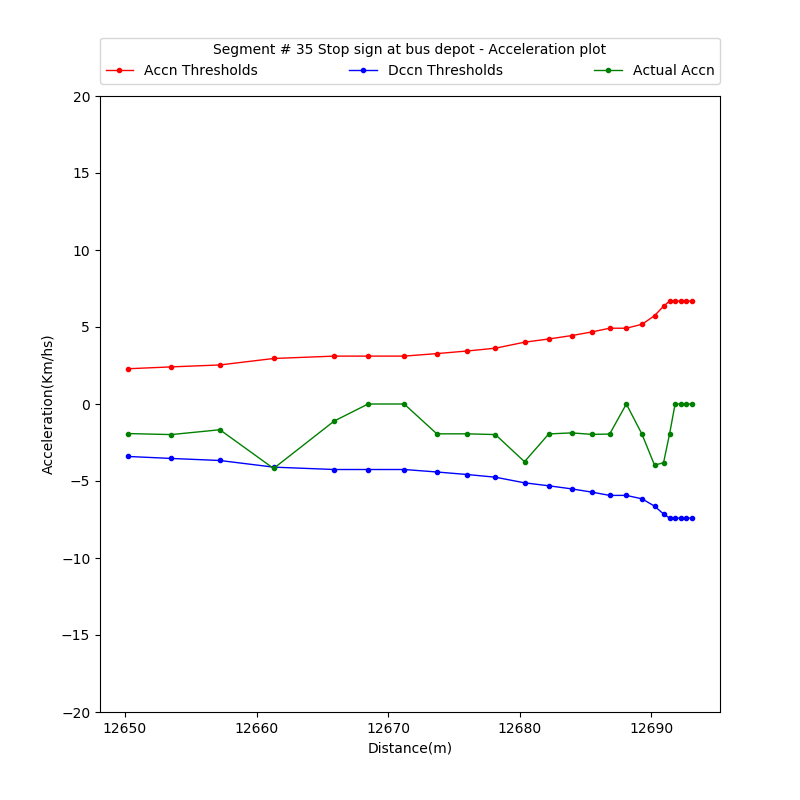 Segment # 35 Stop sign at bus depot - Acceleration plot
Accn Thresholds Dccn Thresholds Actual Accn
20
15
10
5
0
−5
−10
−15
−20
Acceleration(Km/hs)
12650 12660 12670 12680 12690
Distance(m)